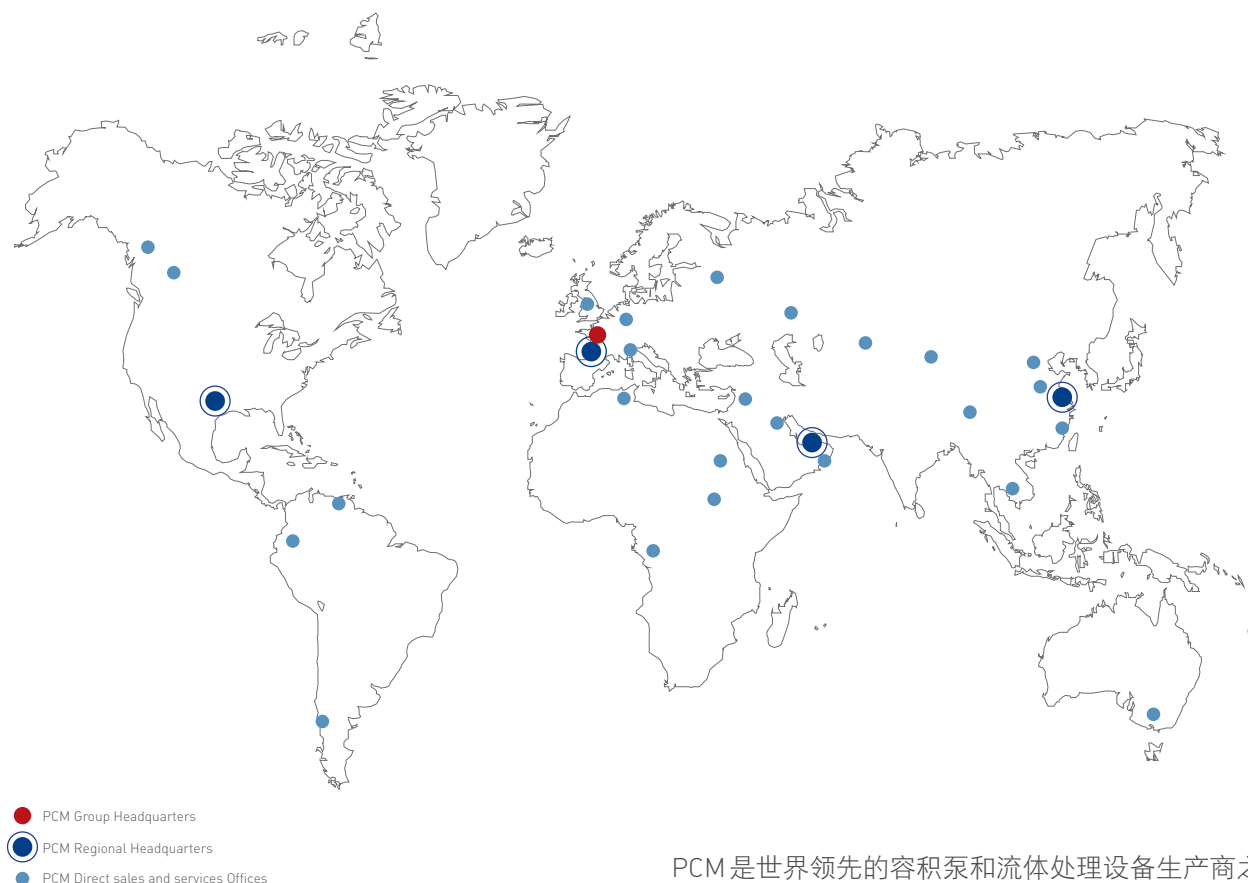 PCM Group Headquarters
PCM Regional Headquarters
PCM Direct sales and services Offices
PCM是世界领先的容积泵和流体处理设备生产商之